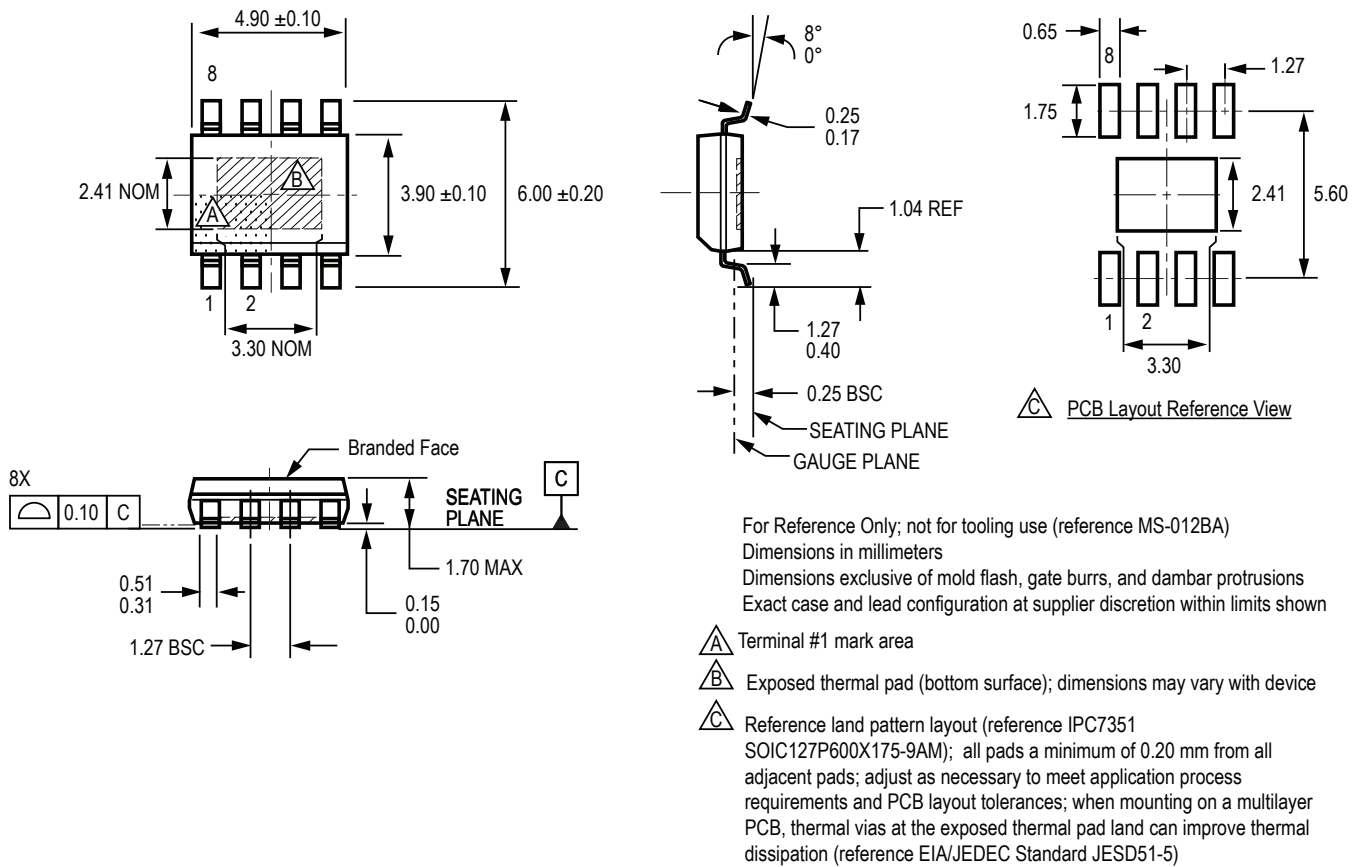 4.90 ±0.10
8
2.41 NOM
B
A
3.90 ±0.10
6.00 ±0.20
1 2
3.30 NOM
8°
0°
0.25
0.17
1.04 REF
1.27
0.40
0.25 BSC
SEATING PLANE
GAUGE PLANE
0.65
8
1.27
1.75
2.41
5.60
1 2
3.30
C PCB Layout Reference View
Branded Face
8X
0.10 C
SEATING
PLANE
C
1.70 MAX
0.51
0.31
0.15
0.00
1.27 BSC
For Reference Only; not for tooling use (reference MS-012BA)
Dimensions in millimeters
Dimensions exclusive of mold flash, gate burrs, and dambar protrusions
Exact case and lead configuration at supplier discretion within limits shown
A Terminal #1 mark area
B Exposed thermal pad (bottom surface); dimensions may vary with device
C Reference land pattern layout (reference IPC7351
SOIC127P600X175-9AM); all pads a minimum of 0.20 mm from all
adjacent pads; adjust as necessary to meet application process
requirements and PCB layout tolerances; when mounting on a multilayer
PCB, thermal vias at the exposed thermal pad land can improve thermal
dissipation (reference EIA/JEDEC Standard JESD51-5)